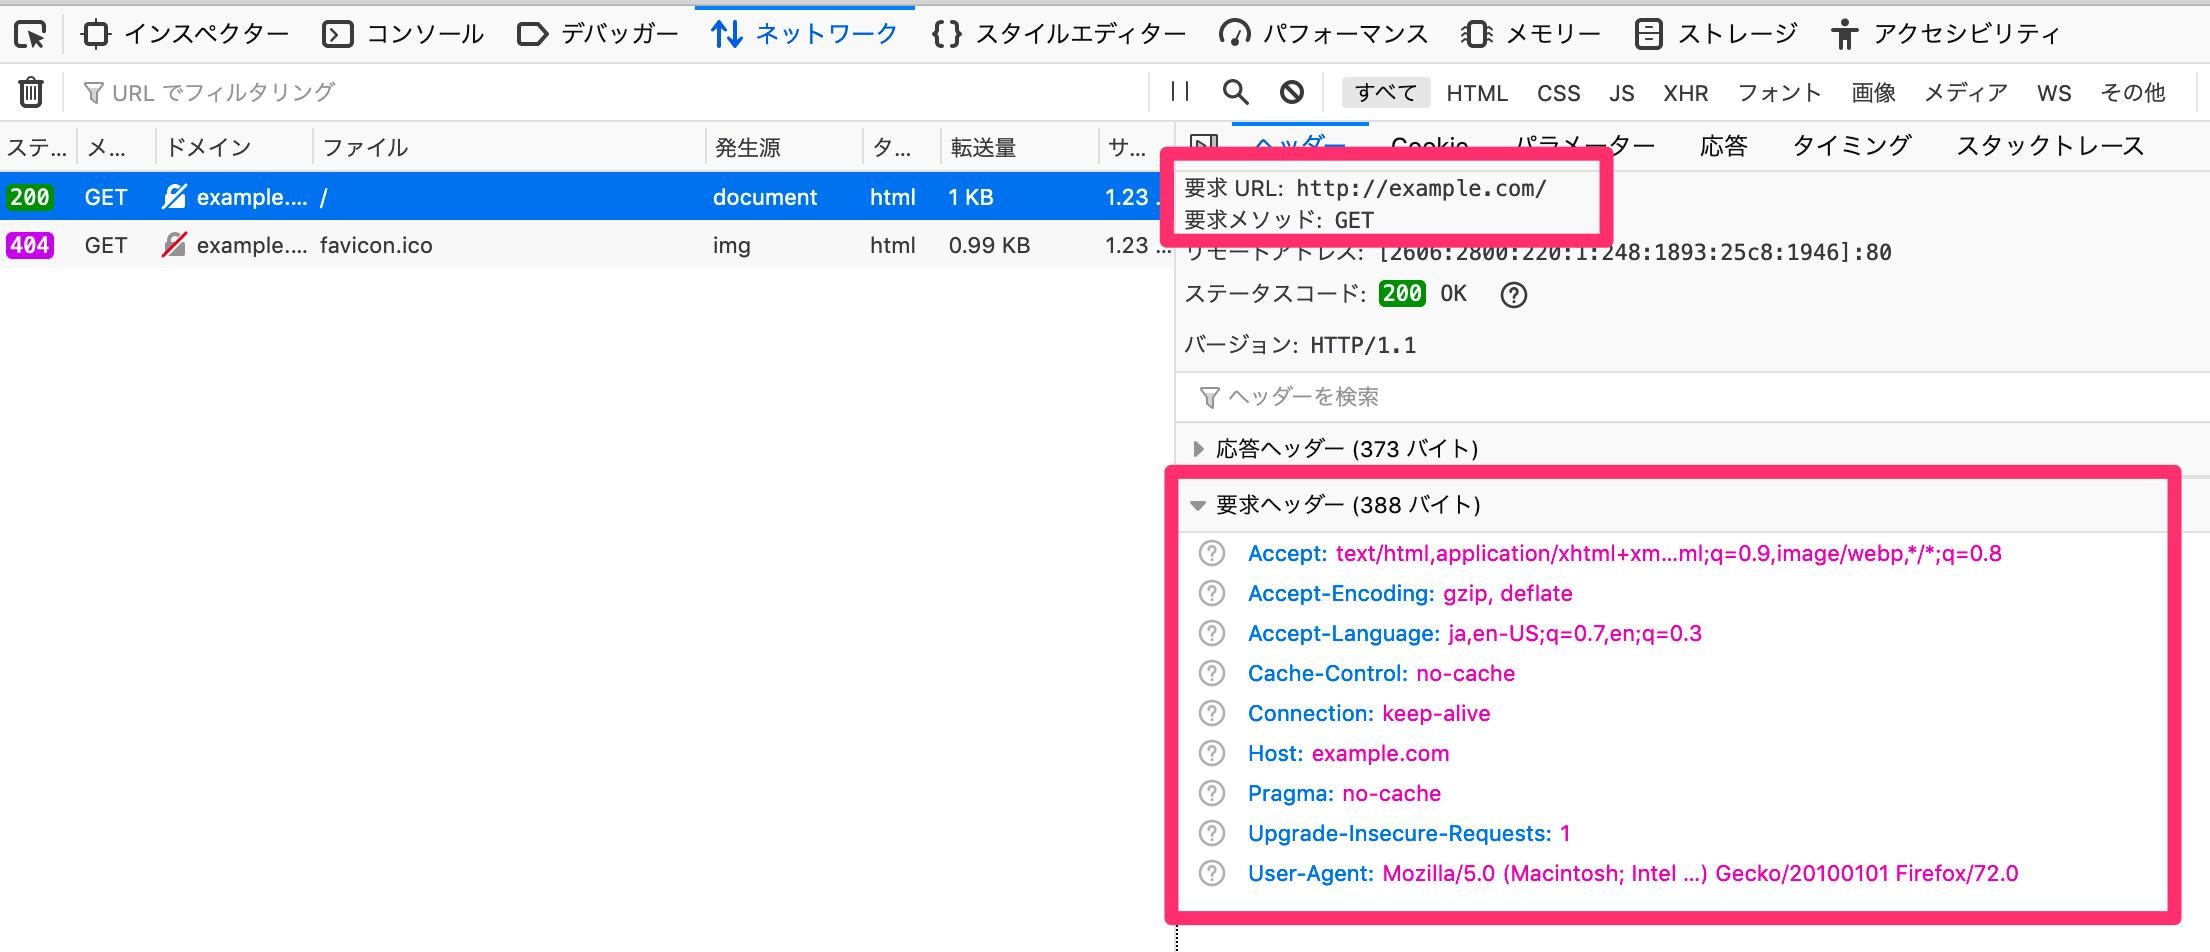 インスペクター コンソール デバッガー ネットワーク スタイルエディター パフォーマンス メモリー ストレージ アクセシビリティ
URL でフィルタリング すべて HTML CSS JS XHR フォント 画像 メディア WS その他
ステ... メ... ドメイン ファイル 発生源 タ... 転送量 サ...
200 GET example.... / document html 1 KB 1.23 ...
404 GET example.... favicon.ico img html 0.99 KB 1.23 ...
ヘッダー Cookie パラメーター 応答 タイミング スタックトレース
要求 URL: http://example.com/
要求メソッド: GET
リモートアドレス: [2606:2800:220:1:248:1893:25c8:1946]:80
ステータスコード: 200 OK ?
バージョン: HTTP/1.1
ヘッダーを検索
応答ヘッダー (373 バイト)
要求ヘッダー (388 バイト)
? Accept: text/html,application/xhtml+xm...ml;q=0.9,image/webp,*/*;q=0.8
? Accept-Encoding: gzip, deflate
? Accept-Language: ja,en-US;q=0.7,en;q=0.3
? Cache-Control: no-cache
? Connection: keep-alive
? Host: example.com
? Pragma: no-cache
? Upgrade-Insecure-Requests: 1
? User-Agent: Mozilla/5.0 (Macintosh; Intel ...) Gecko/20100101 Firefox/72.0